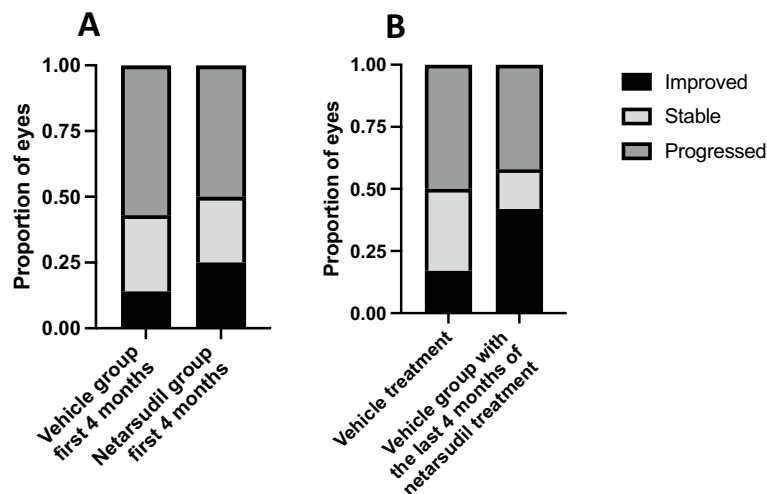 A
Proportion of eyes
1.00
0.75
0.50
0.25
0.00
Vehicle group
first 4 months
Netarsudil group
first 4 months
B
Proportion of eyes
1.00
0.75
0.50
0.25
0.00
Vehicle treatment
Vehicle group with
the last 4 months of
netarsudil treatment
Improved
Stable
Progressed